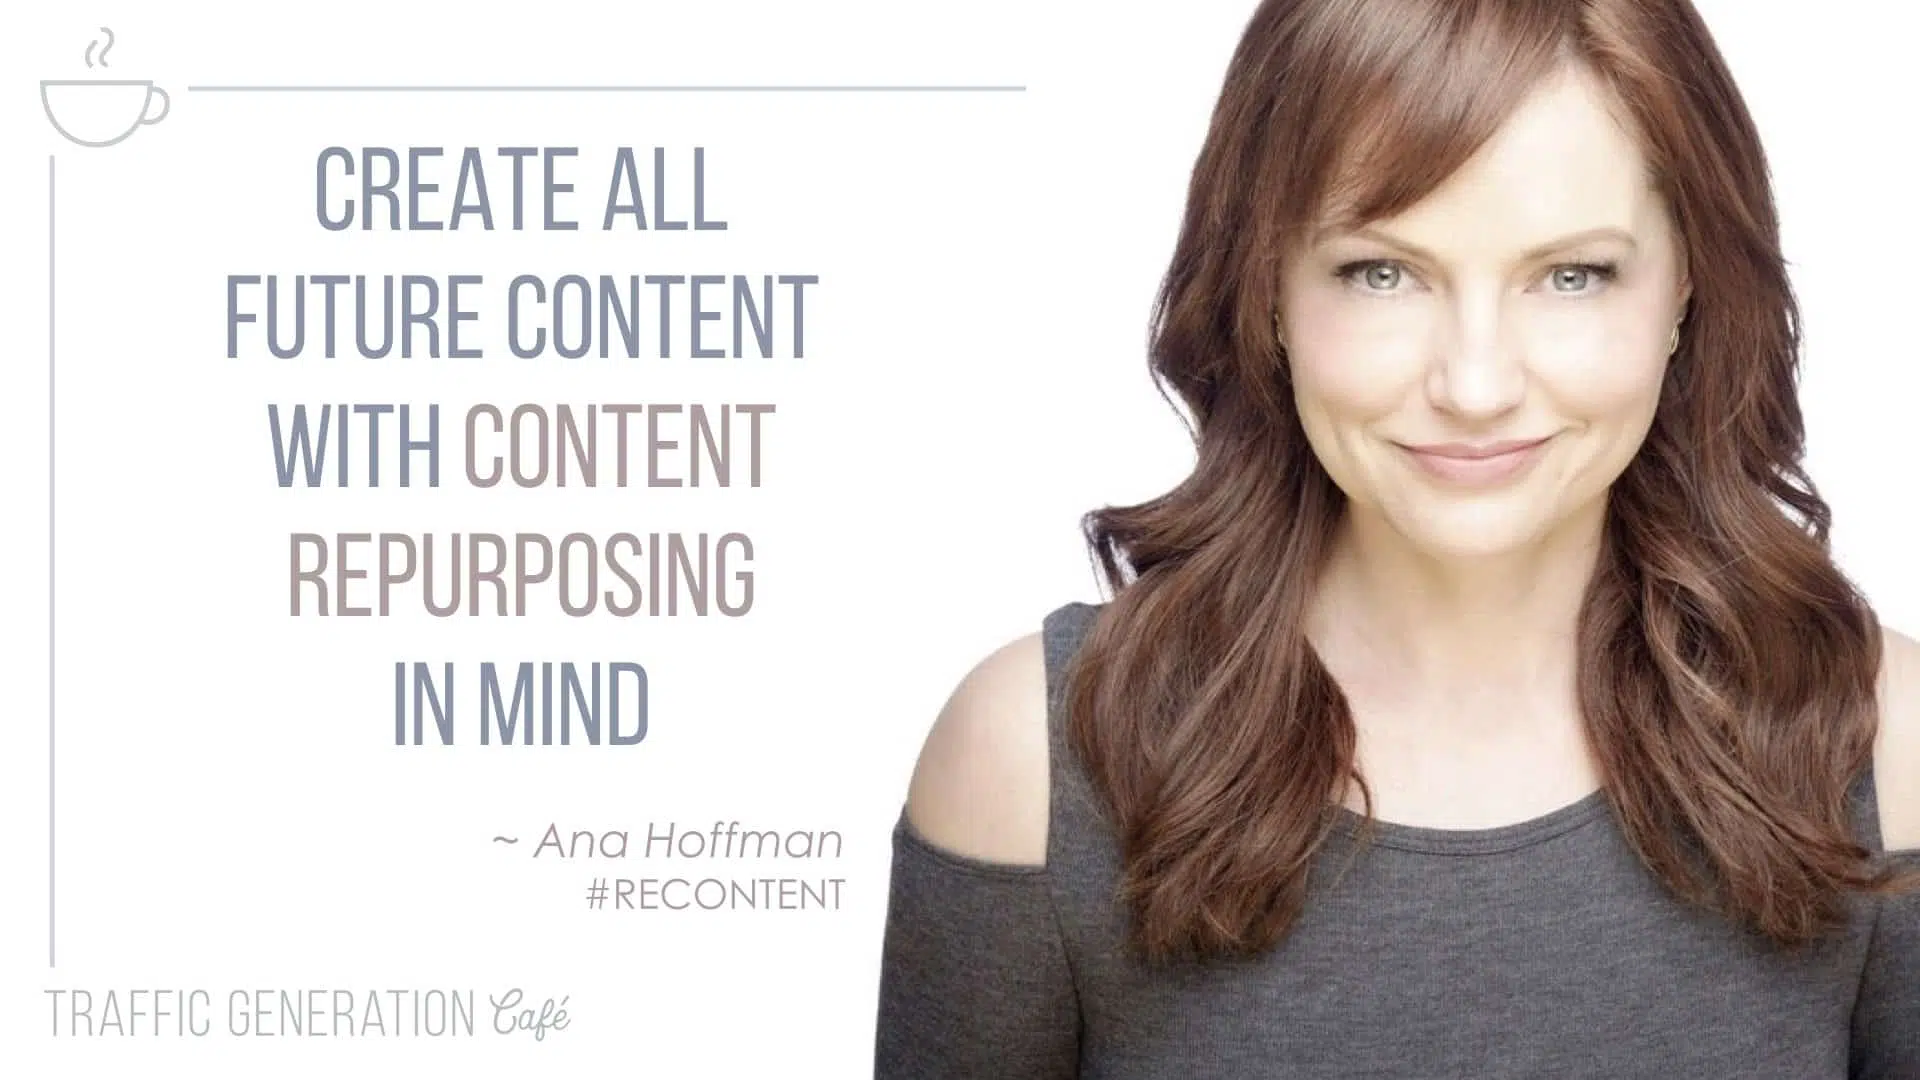 CREATE ALL
FUTURE CONTENT
WITH CONTENT
REPURPOSING
IN MIND
~ Ana Hoffman
#RECONTENT
TRAFFIC GENERATION Café